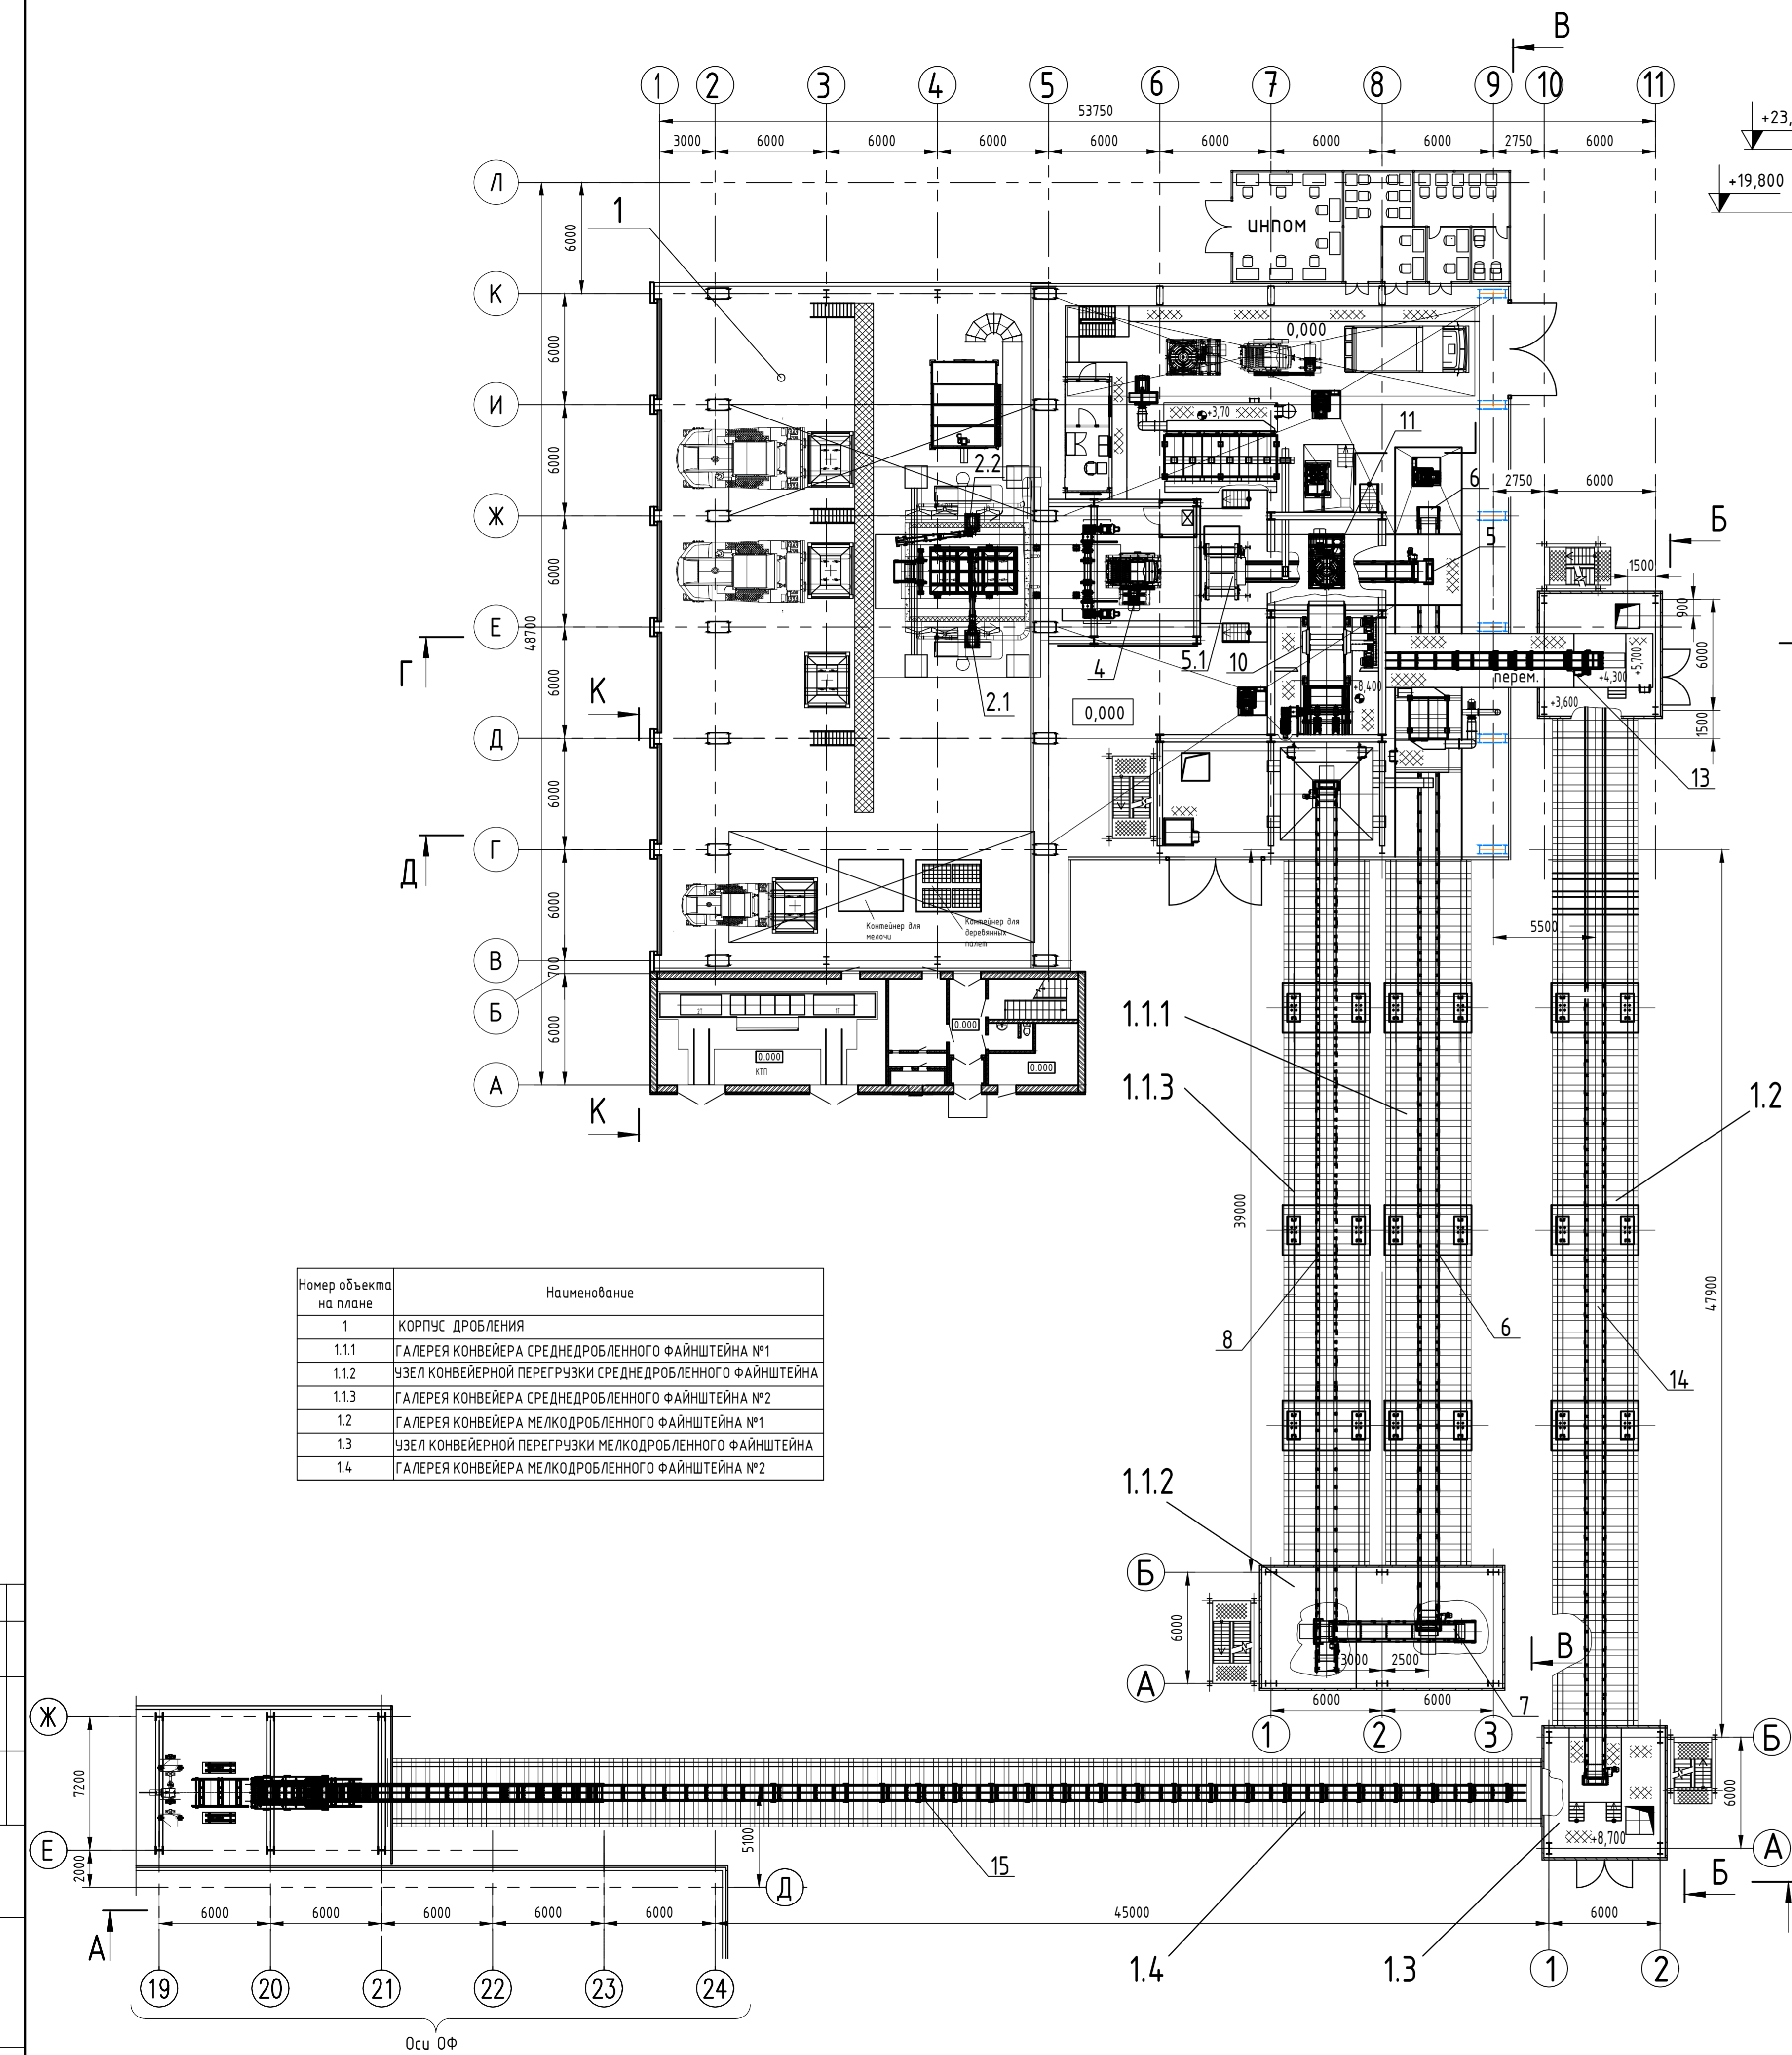 В
1
2
3
4
5
6
7
8
9
10
11
53750
3000
6000
6000
6000
6000
6000
6000
6000
2750
6000
+23,
+19,800
Л
1
6000
ИНПОМ
К
6000
0,000
И
+3,70
11
6000
2.2
6
2750
6000
Ж
Б
5
6000
1500
900
Е
48700
Г
4
5.1
10
6000
+5,700
перем.
+4,300
+8,400
+3,600
6000
К
2.1
0,000
1500
Д
13
6000
Г
Д
6000
5500
Контейнер для
мелочи
Контейнер для
деревянных
палет
В
700
Б
2Т
1Т
1.1.1
6000
0.000
0.000
0.000
КТП
А
1.1.3
1.2
К
39000
47900
Номер объекта
на плане
Наименование
1
КОРПУС ДРОБЛЕНИЯ
1.1.1
ГАЛЕРЕЯ КОНВЕЙЕРА СРЕДНЕДРОБЛЕННОГО ФАЙНШТЕЙНА №1
1.1.2
УЗЕЛ КОНВЕЙЕРНОЙ ПЕРЕГРУЗКИ СРЕДНЕДРОБЛЕННОГО ФАЙНШТЕЙНА
1.1.3
ГАЛЕРЕЯ КОНВЕЙЕРА СРЕДНЕДРОБЛЕННОГО ФАЙНШТЕЙНА №2
1.2
ГАЛЕРЕЯ КОНВЕЙЕРА МЕЛКОДРОБЛЕННОГО ФАЙНШТЕЙНА №1
1.3
УЗЕЛ КОНВЕЙЕРНОЙ ПЕРЕГРУЗКИ МЕЛКОДРОБЛЕННОГО ФАЙНШТЕЙНА
1.4
ГАЛЕРЕЯ КОНВЕЙЕРА МЕЛКОДРОБЛЕННОГО ФАЙНШТЕЙНА №2
8
6
14
1.1.2
Б
6000
3000
2500
В
А
6000
6000
7
1
2
3
Ж
Б
7200
6000
5100
Е
2000
+8,700
А
15
Д
Б
6000
6000
6000
6000
6000
45000
6000
А
1.4
1.3
19
20
21
22
23
24
1
2
Оси ОФ